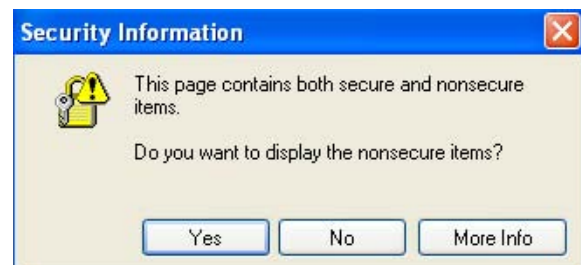 Security Information
This page contains both secure and nonsecure
items.
Do you want to display the nonsecure items?
Yes No More Info